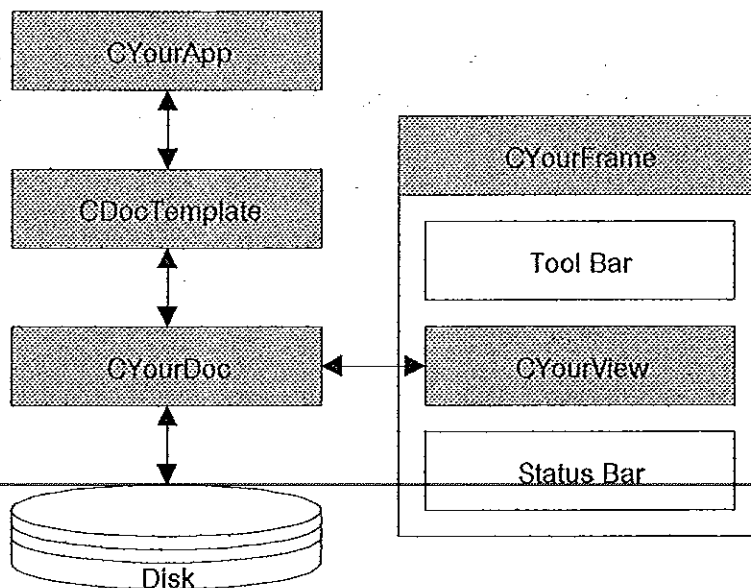 CYourApp
CDocTemplate
CYourDoc
Disk
CYourFrame
Tool Bar
CYourView
Status Bar